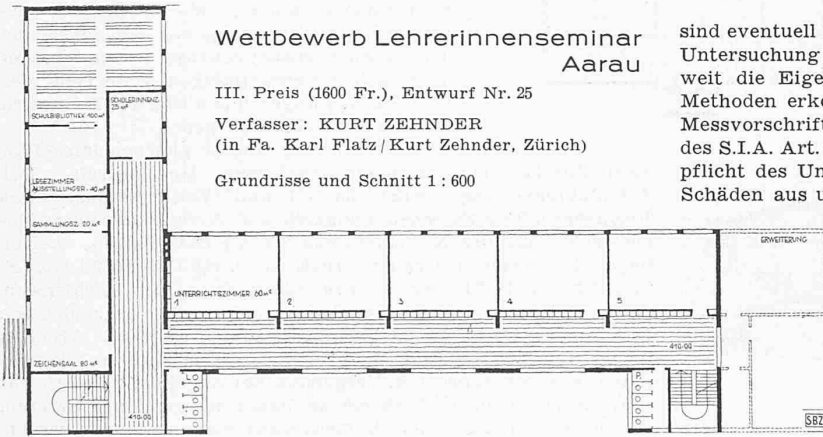 Wettbewerb Lehrerinnenseminar
Aarau
III. Preis (1600 Fr.), Entwurf Nr. 25
Verfasser: KURT ZEHNDER
(in Fa. Karl Flatz / Kurt Zehnder, Zürich)
Grundrisse und Schnitt 1 : 600
sind eventuell
Untersuchung
weit die Eige
Methoden erke
Messvorschrift
des S.I.A. Art.
pflicht des Un
Schäden aus u
SCHÜLERINNENZ.
25 m²
SCHULBIBLIOTHEK 100 m²
LESEZIMMER
AUSSTELLUNGSR. 40 m²
SAMMLUNGSZ. 20 m²
ZEICHENSAAL 80 m²
UNTERRICHTSZIMMER 60 m²
1
2
3
4
5
ERWEITERUNG
410.00
410.00
L.
P.
SBZ